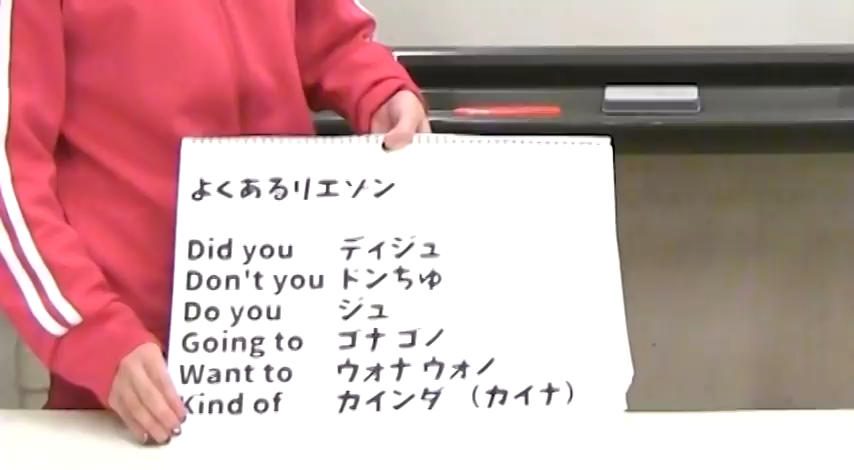 よくあるリエゾン
Did you ディジュ
Don't you ドンちゅ
Do you ジュ
Going to ゴナ ゴノ
Want to ウォナ ウォノ
Kind of カインダ （カイナ）